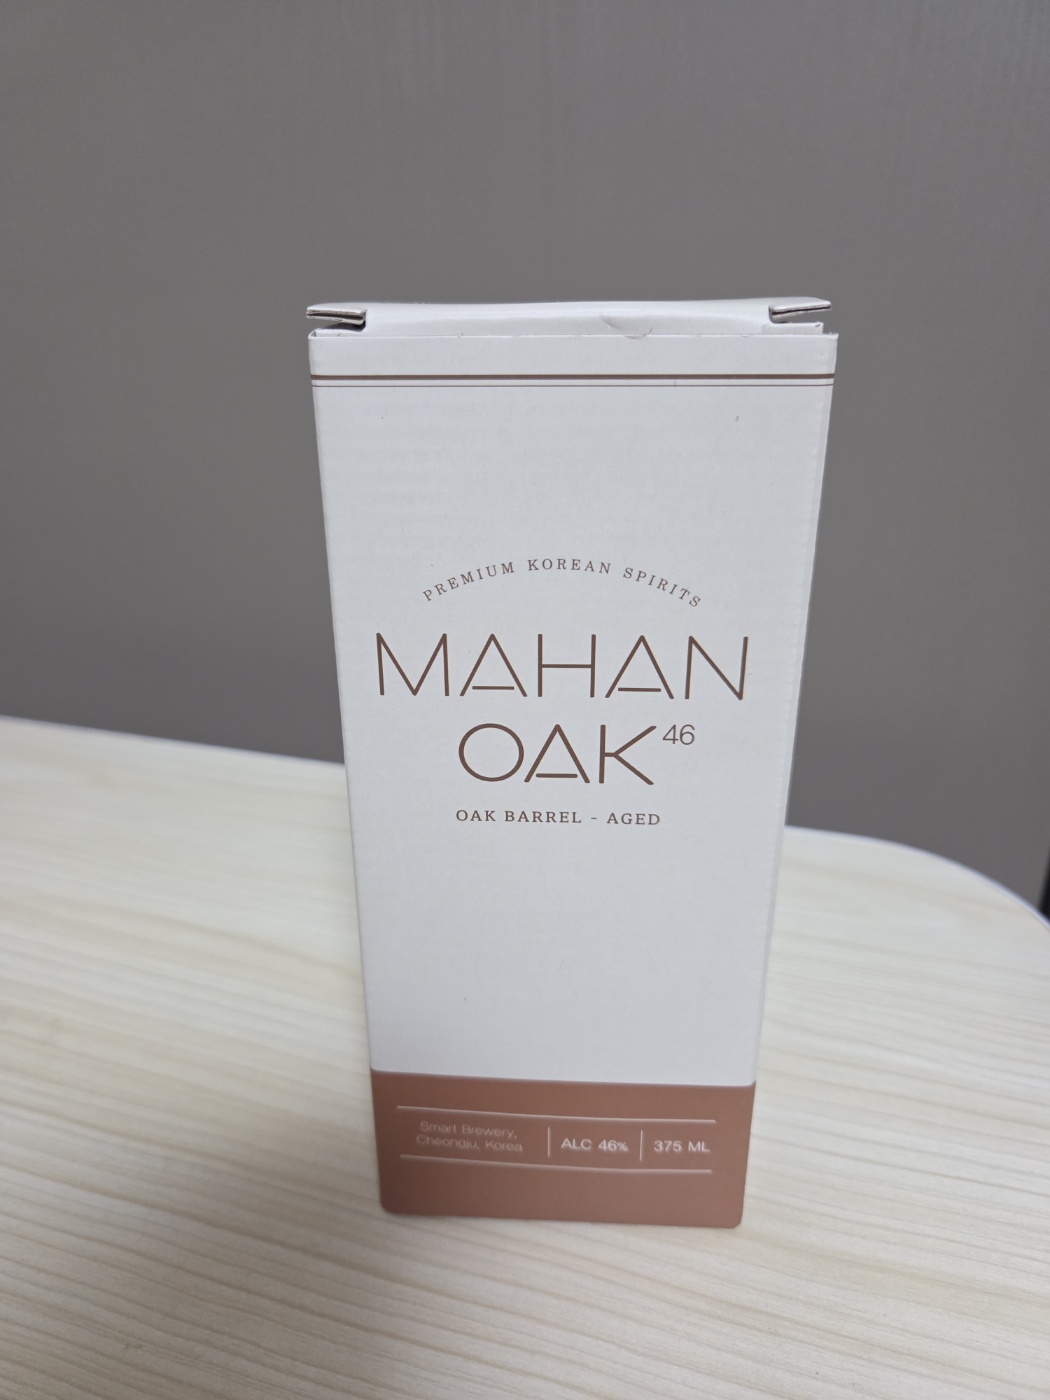 PREMIUM KOREAN SPIRITS
MAHAN
OAK46
OAK BARREL - AGED
Smart Brewery,
Cheongju, Korea
ALC 46%
375 ML